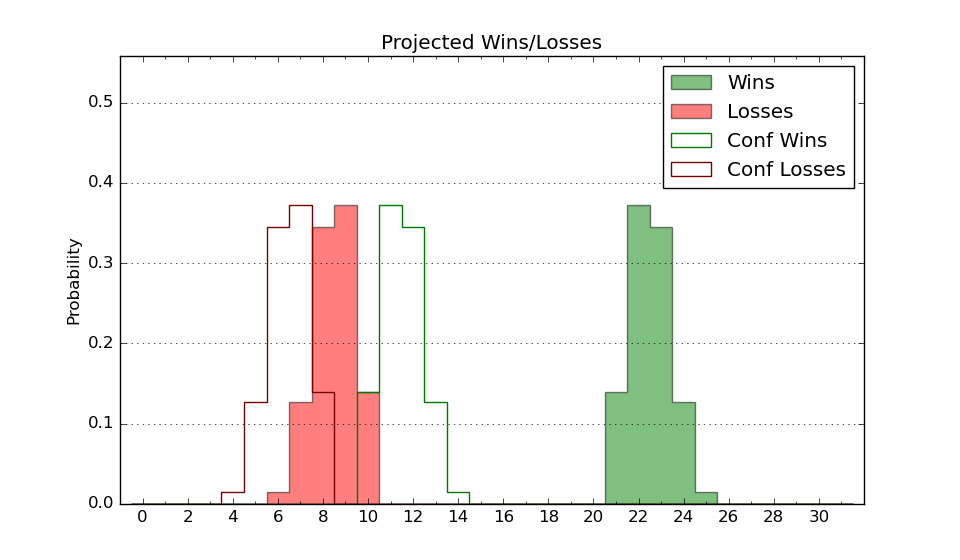 Projected Wins/Losses
Wins
Losses
Conf Wins
Conf Losses
Probability
0.5
0.4
0.3
0.2
0.1
0.0
0 2 4 6 8 10 12 14 16 18 20 22 24 26 28 30